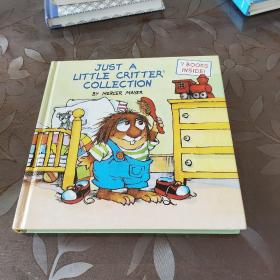 JUST A
LITTLE CRITTER®
COLLECTION
BY MERCER MAYER
7 BOOKS
INSIDE!